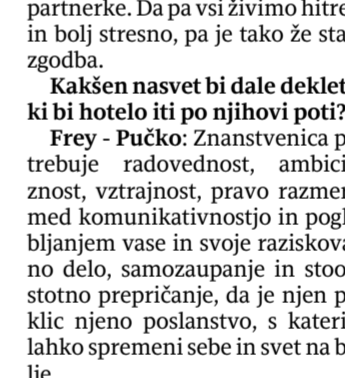 partnerke. Da pa vsi živimo hitre
in bolj stresno, pa je tako že sta
zgodba.
Kakšen nasvet bi dale deklet
ki bi hotelo iti po njihovi poti?
Frey - Pučko: Znanstvenica p
trebuje radovednost, ambici
znost, vztrajnost, pravo razmer
med komunikativnostjo in pogl
bljanjem vase in svoje raziskova
no delo, samozaupanje in stood
stotno prepričanje, da je njen p
klic njeno poslanstvo, s kateri
lahko spremeni sebe in svet na b
lje